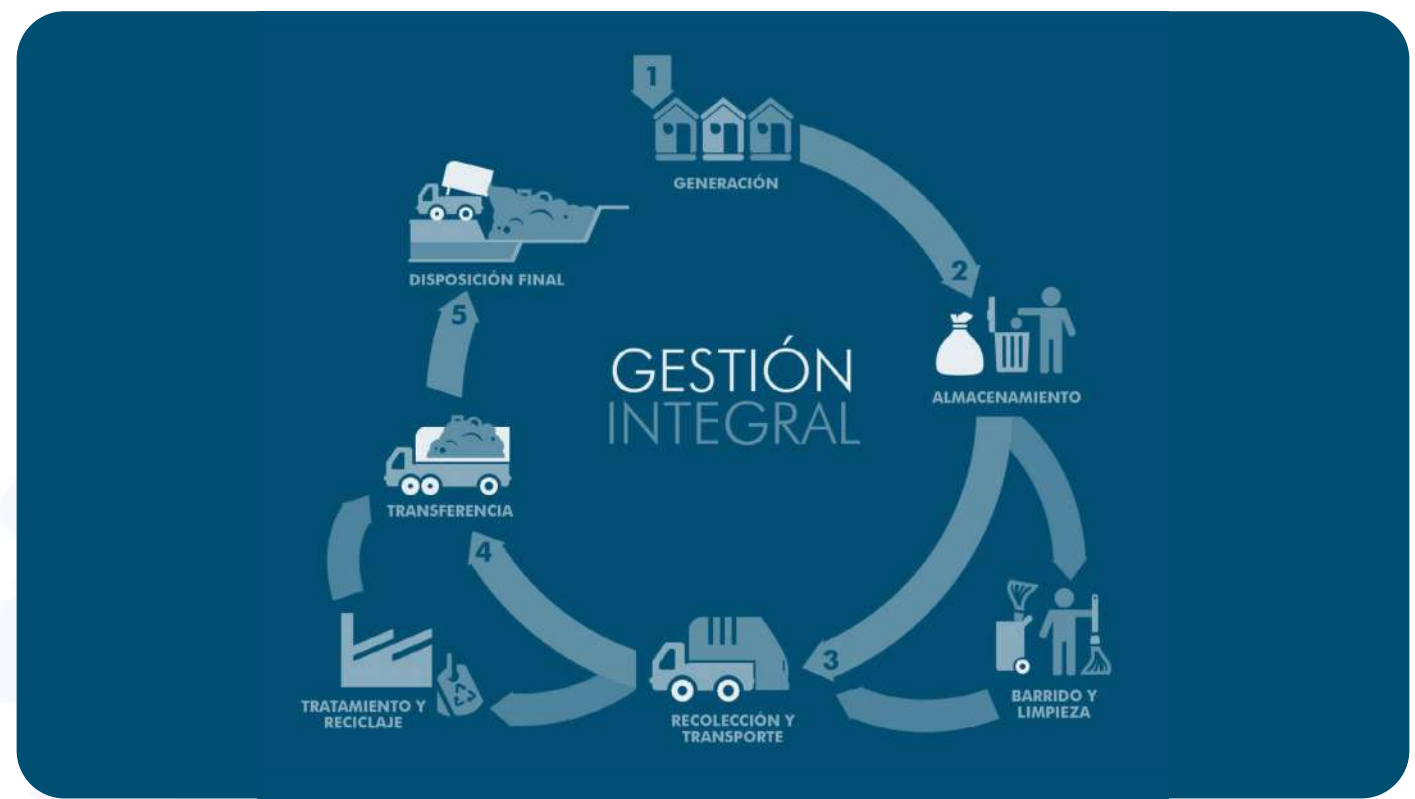 1
GENERACIÓN
2
ALMACENAMIENTO
BARRIDO Y
LIMPIEZA
3
RECOLECCIÓN Y
TRANSPORTE
TRATAMIENTO Y
RECICLAJE
4
TRANSFERENCIA
5
DISPOSICIÓN FINAL
GESTIÓN
INTEGRAL